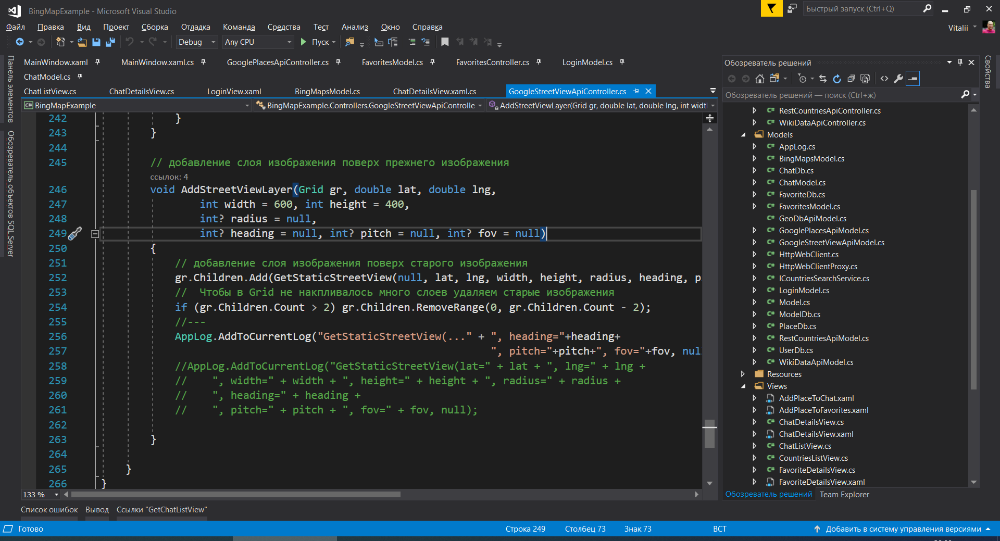 BingMapExample - Microsoft Visual Studio
Быстрый запуск (Ctrl+Q)
Файл Правка Вид Проект Сборка Отладка Команда Средства Тест Анализ Окно Справка
Vitalii
Debug Any CPU Пуск
Панель элементов
Обозреватель объектов SQL Server
MainWindow.xaml MainWindow.xaml.cs GooglePlacesApiController.cs FavoritesModel.cs FavoritesController.cs LoginModel.cs
ChatModel.cs
ChatListView.cs ChatDetailsView.cs LoginView.xaml BingMapsModel.cs ChatDetailsView.xaml.cs GoogleStreetViewApiController.cs
BingMapExample BingMapExample.Controllers.GoogleStreetViewApiControlle AddStreetViewLayer(Grid gr, double lat, double lng, int widtl
242 }
243 }
244
245 // добавление слоя изображения поверх прежнего изображения
ссылок: 4
246 void AddStreetViewLayer(Grid gr, double lat, double lng,
247 int width = 600, int height = 400,
248 int? radius = null,
249 int? heading = null, int? pitch = null, int? fov = null)
250 {
251 // добавление слоя изображения поверх старого изображения
252 gr.Children.Add(GetStaticStreetView(null, lat, lng, width, height, radius, heading, p
253 //  Чтобы в Grid не накпливалось много слоев удаляем старые изображения
254 if (gr.Children.Count > 2) gr.Children.RemoveRange(0, gr.Children.Count - 2);
255 //---
256 AppLog.AddToCurrentLog("GetStaticStreetView(..." + ", heading="+heading+
257 ", pitch="+pitch+", fov="+fov, nul
258 //AppLog.AddToCurrentLog("GetStaticStreetView(lat=" + lat + ", lng=" + lng +
259 //    ", width=" + width + ", height=" + height + ", radius=" + radius +
260 //    ", heading=" + heading +
261 //    ", pitch=" + pitch + ", fov=" + fov, null);
262
263 }
264
265 }
266 }
133 %
Обозреватель решений
Обозреватель решений — поиск (Ctrl+ж)
RestCountriesApiController.cs
WikiDataApiController.cs
Models
AppLog.cs
BingMapsModel.cs
ChatDb.cs
ChatModel.cs
FavoriteDb.cs
FavoritesModel.cs
GeoDbApiModel.cs
GooglePlacesApiModel.cs
GoogleStreetViewApiModel.cs
HttpWebClient.cs
HttpWebClientProxy.cs
ICountriesSearchService.cs
LoginModel.cs
Model.cs
ModelDb.cs
PlaceDb.cs
RestCountriesApiModel.cs
UserDb.cs
WikiDataApiModel.cs
Resources
Views
AddPlaceToChat.xaml
AddPlaceToFavorites.xaml
ChatDetailsView.cs
ChatDetailsView.xaml
ChatListView.cs
CountriesListView.cs
FavoriteDetailsView.cs
FavoriteDetailsView.xaml
Обозреватель решений Team Explorer
Свойства
Список ошибок Вывод Ссылки "GetChatListView"
Готово Строка 249 Столбец 73 Знак 73 ВСТ Добавить в систему управления версиями